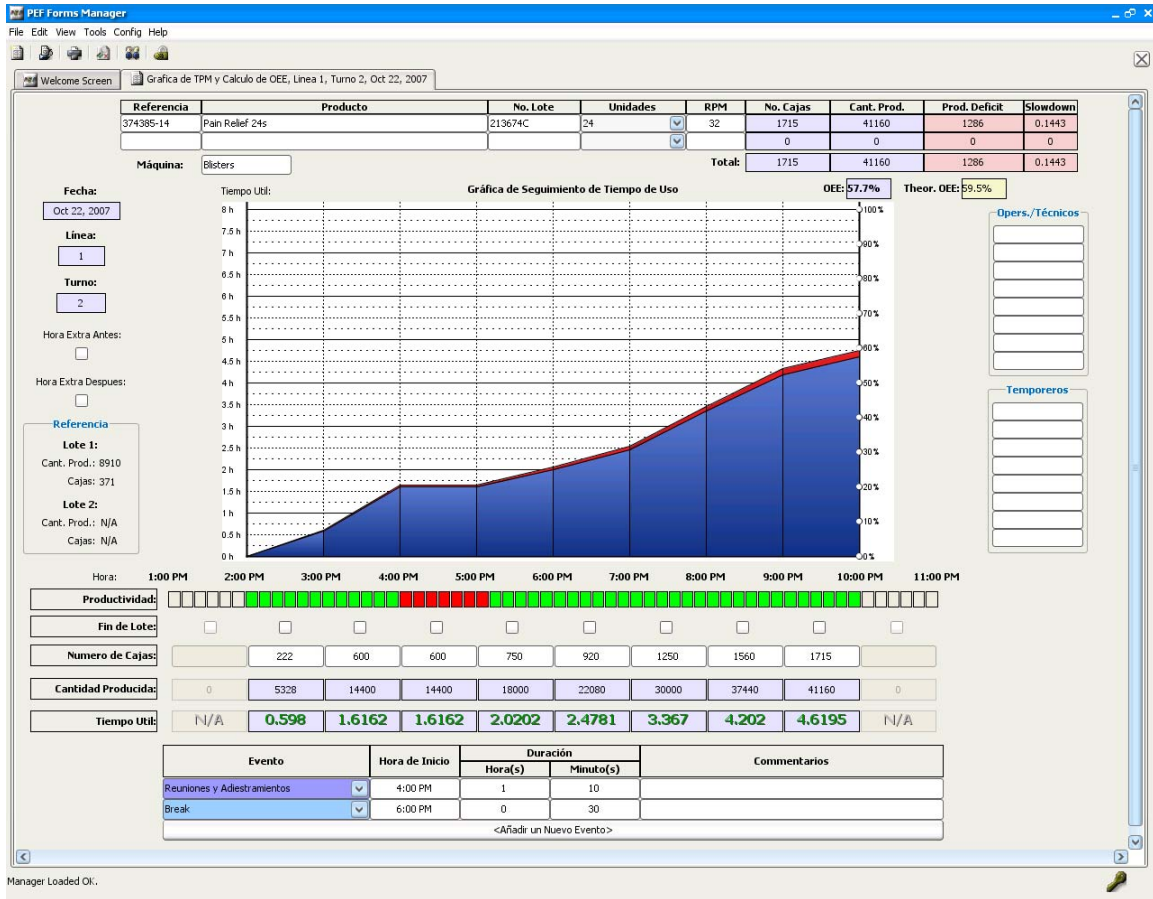 PEF Forms Manager
File Edit View Tools Config Help
Welcome Screen Grafica de TPM y Calculo de OEE, Linea 1, Turno 2, Oct 22, 2007
Referencia Producto No. Lote Unidades RPM No. Cajas Cant. Prod. Prod. Deficit Slowdown
374385-14 Pain Relief 24s 213674C 24 32 1715 41160 1286 0.1443
0 0 0 0
Máquina: Blisters Total: 1715 41160 1286 0.1443
Fecha: Tiempo Util: Gráfica de Seguimiento de Tiempo de Uso OEE: 57.7% Theor. OEE: 59.5%
Oct 22, 2007
Línea:
1
Turno:
2
Hora Extra Antes:
Hora Extra Despues:
Referencia
Lote 1:
Cant. Prod.: 8910
Cajas: 371
Lote 2:
Cant. Prod.: N/A
Cajas: N/A
8 h
7.5 h
7 h
6.5 h
6 h
5.5 h
5 h
4.5 h
4 h
3.5 h
3 h
2.5 h
2 h
1.5 h
1 h
0.5 h
0 h
100%
90%
80%
70%
60%
50%
40%
30%
20%
10%
0%
Opers./Técnicos
Temporeros
Hora: 1:00 PM 2:00 PM 3:00 PM 4:00 PM 5:00 PM 6:00 PM 7:00 PM 8:00 PM 9:00 PM 10:00 PM 11:00 PM
Productividad:
Fin de Lote:
Numero de Cajas: 222 600 600 750 920 1250 1560 1715
Cantidad Producida: 0 5328 14400 14400 18000 22080 30000 37440 41160 0
Tiempo Util: N/A 0.598 1.6162 1.6162 2.0202 2.4781 3.367 4.202 4.6195 N/A
Evento Hora de Inicio Duración Commentarios
Hora(s) Minuto(s)
Reuniones y Adiestramientos 4:00 PM 1 10
Break 6:00 PM 0 30
<Añadir un Nuevo Evento>
Manager Loaded OK.